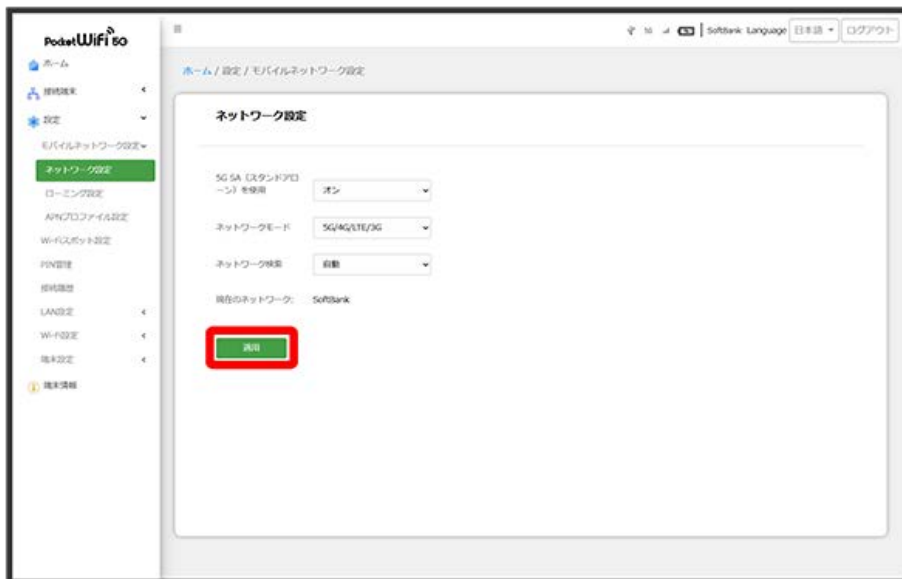 Pocket WiFi 5G
5G
SoftBank Language 日本語 ログアウト
ホーム
ホーム / 設定 / モバイルネットワーク設定
接続端末
設定
モバイルネットワーク設定
ネットワーク設定
ローミング設定
APNプロファイル設定
Wi-Fiスポット設定
PIN管理
接続履歴
LAN設定
Wi-Fi設定
端末設定
端末情報
ネットワーク設定
5G SA（スタンドアロ
ーン）を使用
オン
ネットワークモード
5G/4G/LTE/3G
ネットワーク検索
自動
現在のネットワーク:
SoftBank
適用